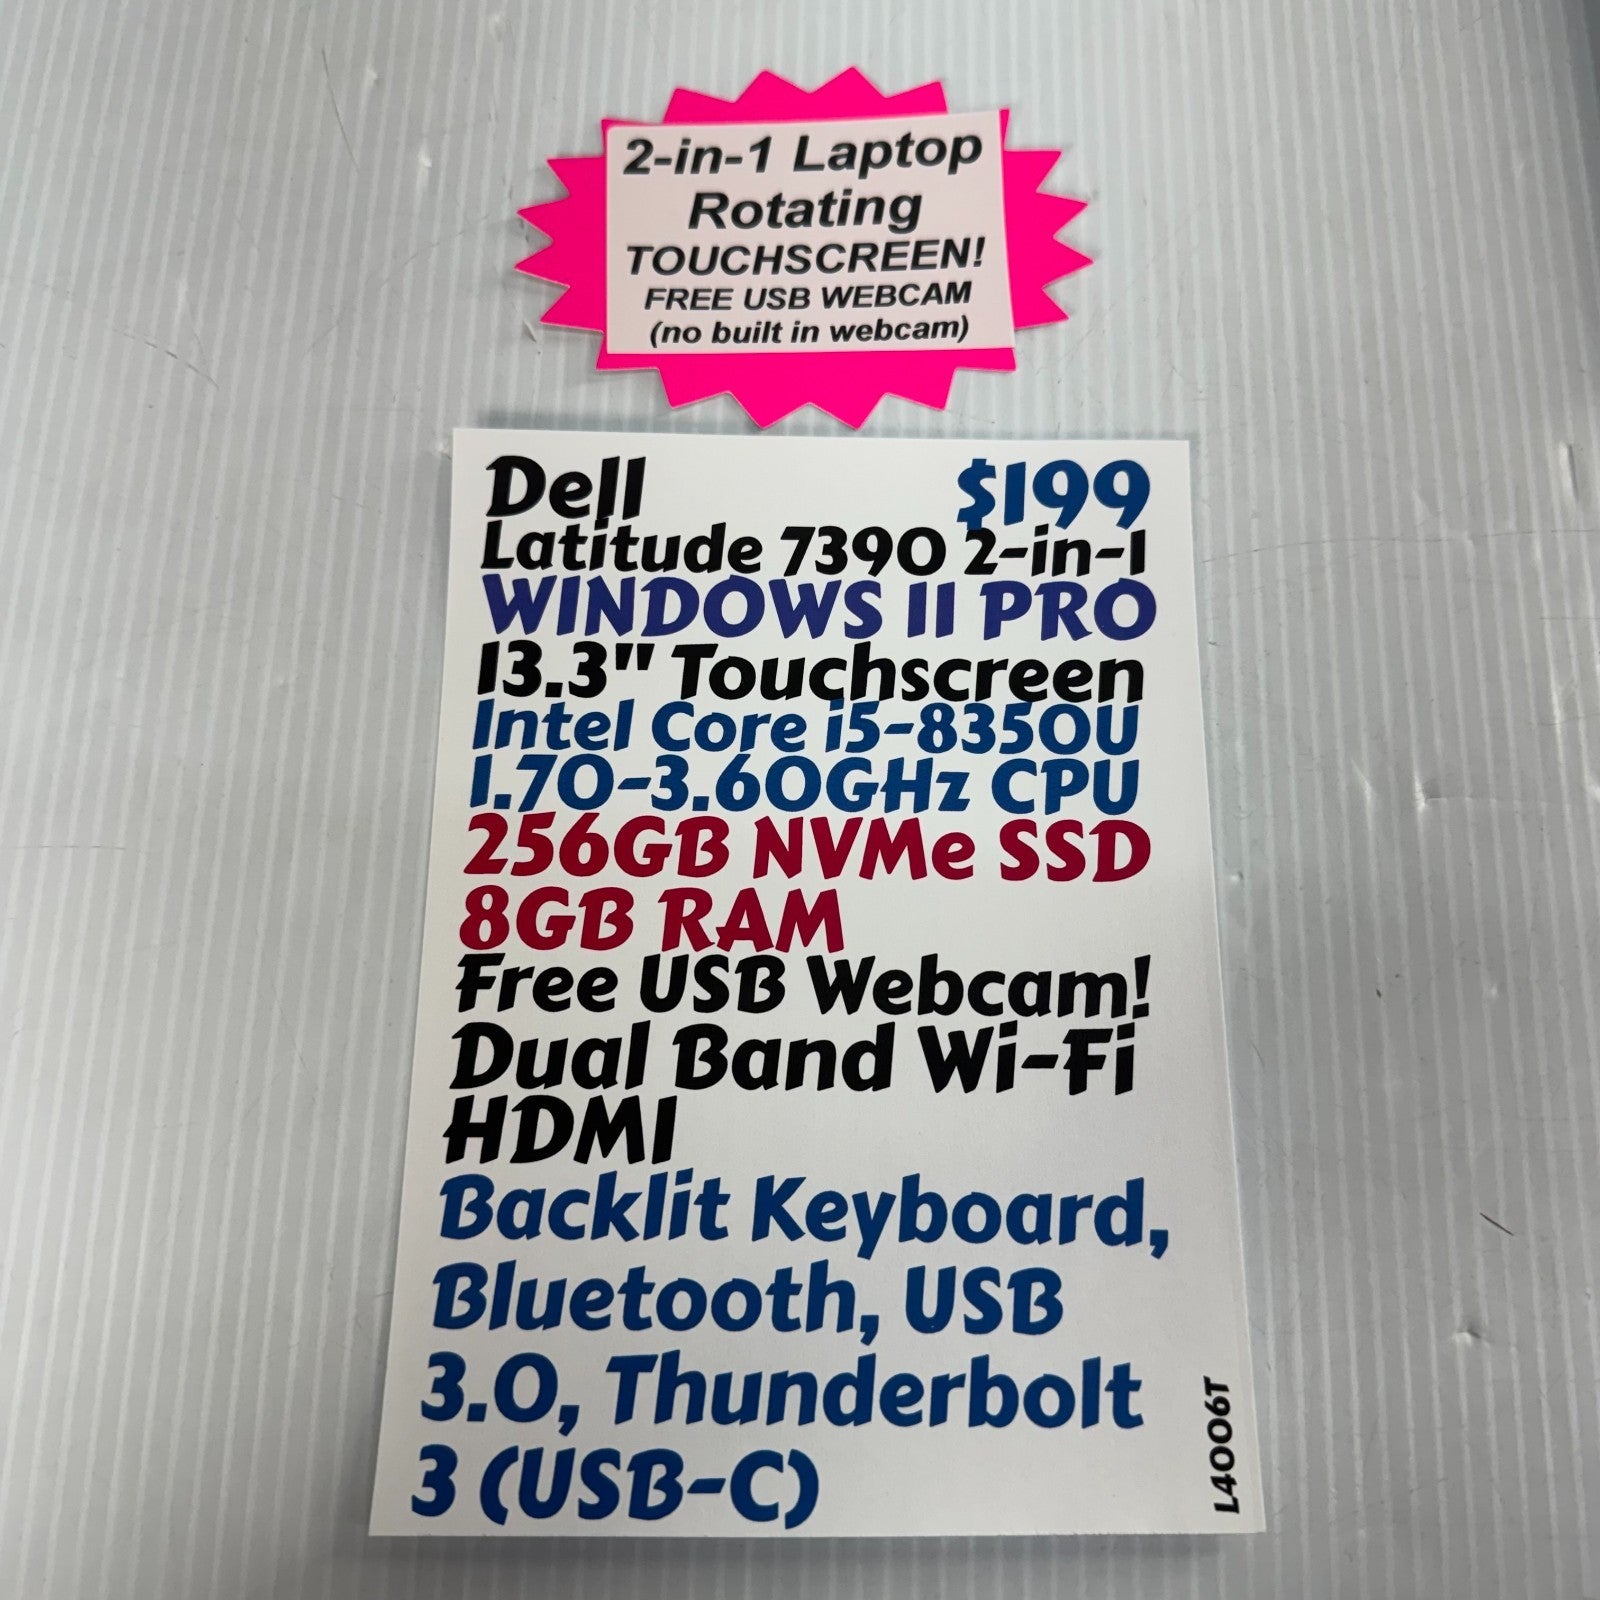 2-in-1 Laptop
Rotating
TOUCHSCREEN!
FREE USB WEBCAM
(no built in webcam)
Dell $199
Latitude 7390 2-in-1
WINDOWS 11 PRO
13.3" Touchscreen
Intel Core i5-8350U
1.70-3.60GHz CPU
256GB NVMe SSD
8GB RAM
Free USB Webcam!
Dual Band Wi-Fi
HDMI
Backlit Keyboard,
Bluetooth, USB
3.0, Thunderbolt
3 (USB-C)
L4006T